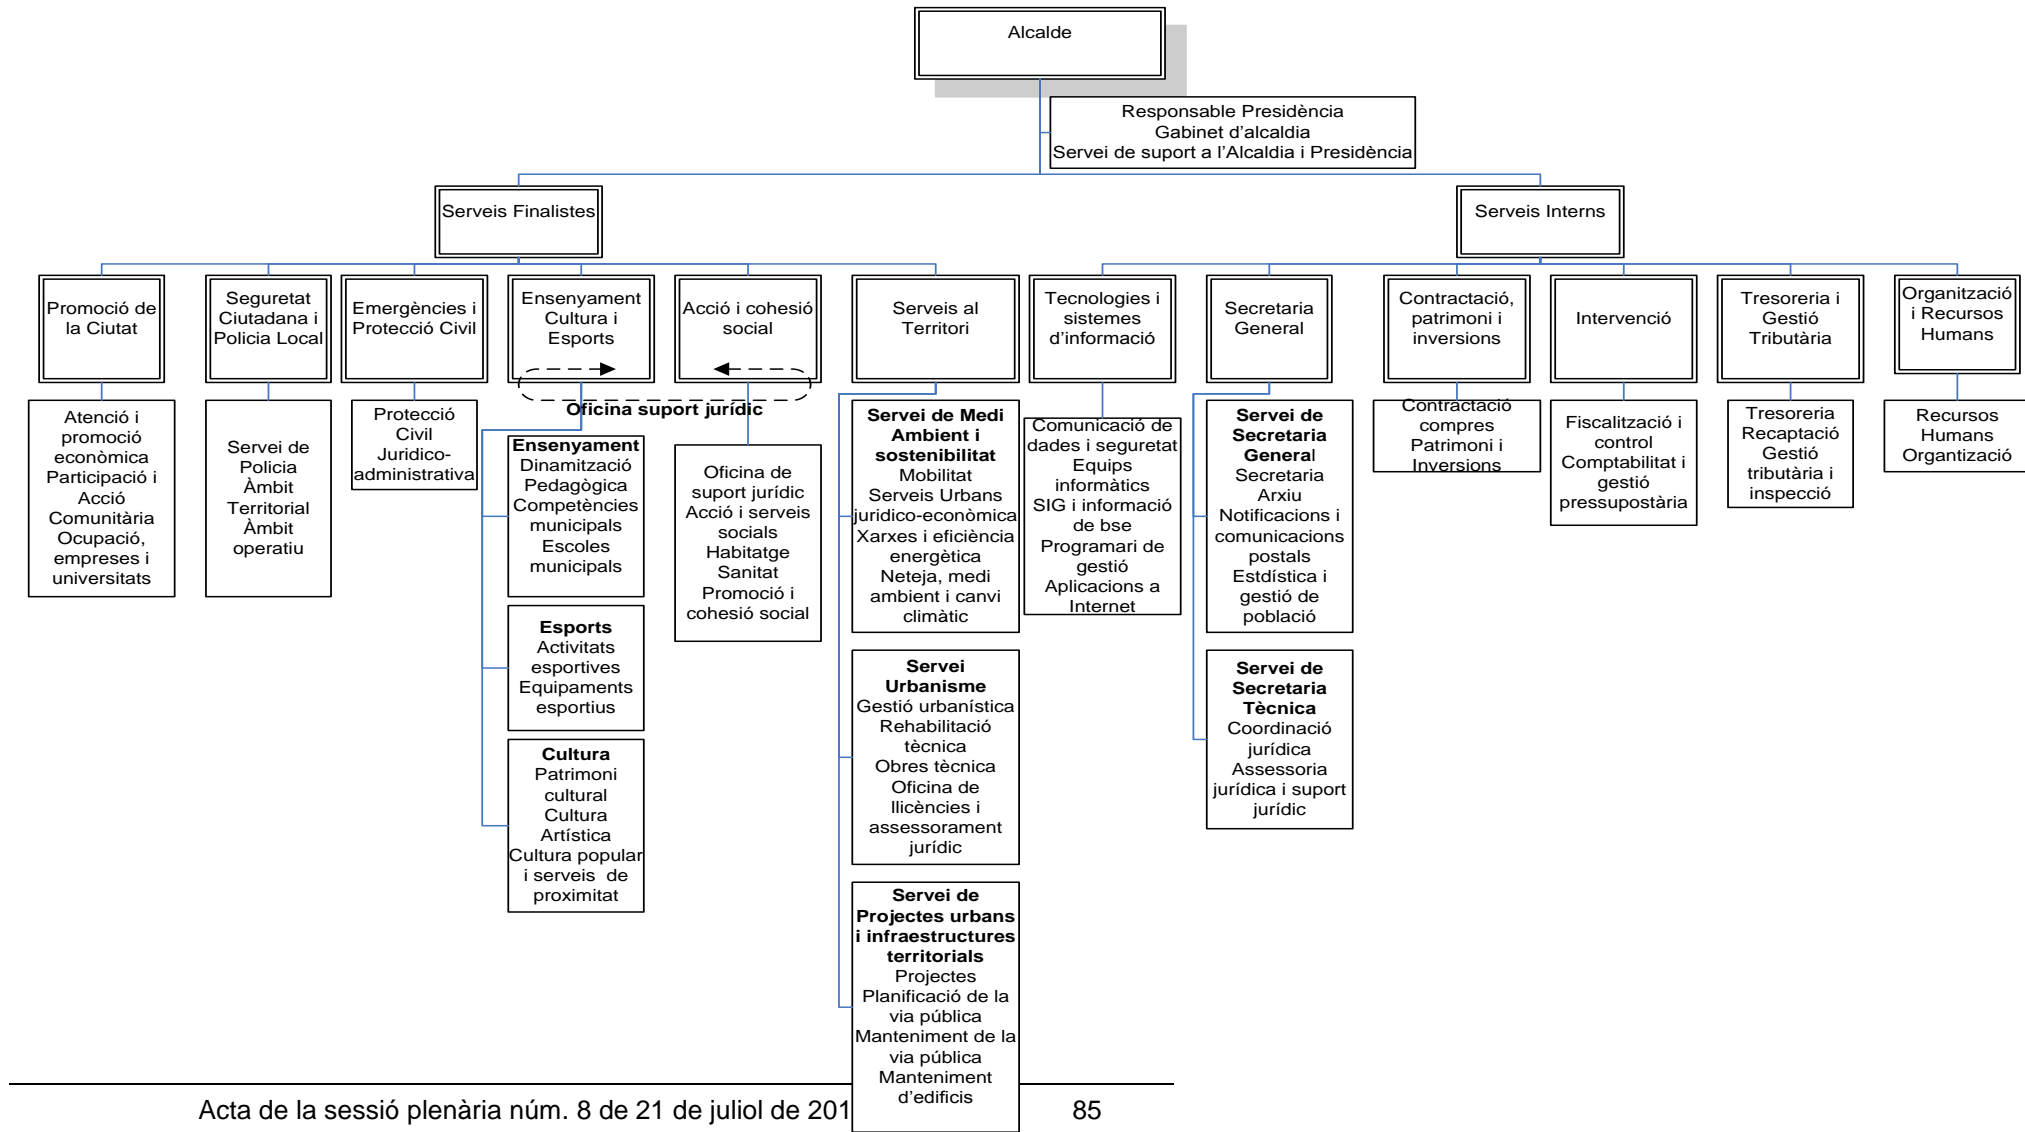 Alcalde
Responsable Presidència
Gabinet d'alcaldia
Servei de suport a l'Alcaldia i Presidència
Serveis Finalistes
Serveis Interns
Promoció de
la Ciutat
Seguretat
Ciutadana i
Policia Local
Emergències i
Protecció Civil
Ensenyament
Cultura i
Esports
Acció i cohesió
social
Serveis al
Territori
Tecnologies i
sistemes
d'informació
Secretaria
General
Contractació,
patrimoni i
inversions
Intervenció
Tresoreria i
Gestió
Tributària
Organització
i Recursos
Humans
Oficina suport jurídic
Atenció i
promoció
econòmica
Participació i
Acció
Comunitària
Ocupació,
empreses i
universitats
Servei de
Policia
Àmbit
Territorial
Àmbit
operatiu
Protecció
Civil
Juridico-
administrativa
Ensenyament
Dinamització
Pedagògica
Competències
municipals
Escoles
municipals
Esports
Activitats
esportives
Equipaments
esportius
Cultura
Patrimoni
cultural
Cultura
Artística
Cultura popular
i serveis de
proximitat
Oficina de
suport jurídic
Acció i serveis
socials
Habitatge
Sanitat
Promoció i
cohesió social
Servei de Medi
Ambient i
sostenibilitat
Mobilitat
Serveis Urbans
juridico-econòmica
Xarxes i eficiència
energètica
Neteja, medi
ambient i canvi
climàtic
Servei
Urbanisme
Gestió urbanística
Rehabilitació
tècnica
Obres tècnica
Oficina de
llicències i
assessorament
jurídic
Servei de
Projectes urbans
i infraestructures
territorials
Projectes
Planificació de la
via pública
Manteniment de la
via pública
Manteniment
d'edificis
Comunicació de
dades i seguretat
Equips
informàtics
SIG i informació
de bse
Programari de
gestió
Aplicacions a
Internet
Servei de
Secretaria
General
Secretaria
Arxiu
Notificacions i
comunicacions
postals
Estdística i
gestió de
població
Servei de
Secretaria
Tècnica
Coordinació
jurídica
Assessoria
jurídica i suport
jurídic
Contractació
compres
Patrimoni i
Inversions
Fiscalització i
control
Comptabilitat i
gestió
pressupostària
Tresoreria
Recaptació
Gestió
tributària i
inspecció
Recursos
Humans
Organtizació
Acta de la sessió plenària núm. 8 de 21 de juliol de 201 85